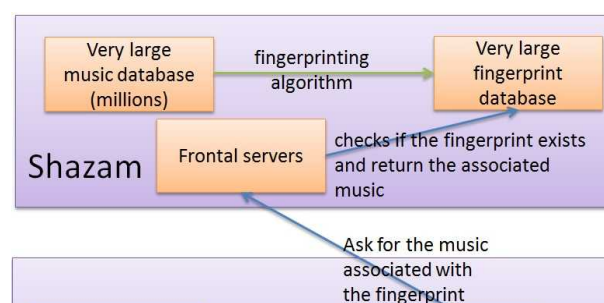 Very large
music database
(millions)
fingerprinting
algorithm
Very large
fingerprint
database
Shazam
Frontal servers
checks if the fingerprint exists
and return the associated
music
Ask for the music
associated with
the fingerprint